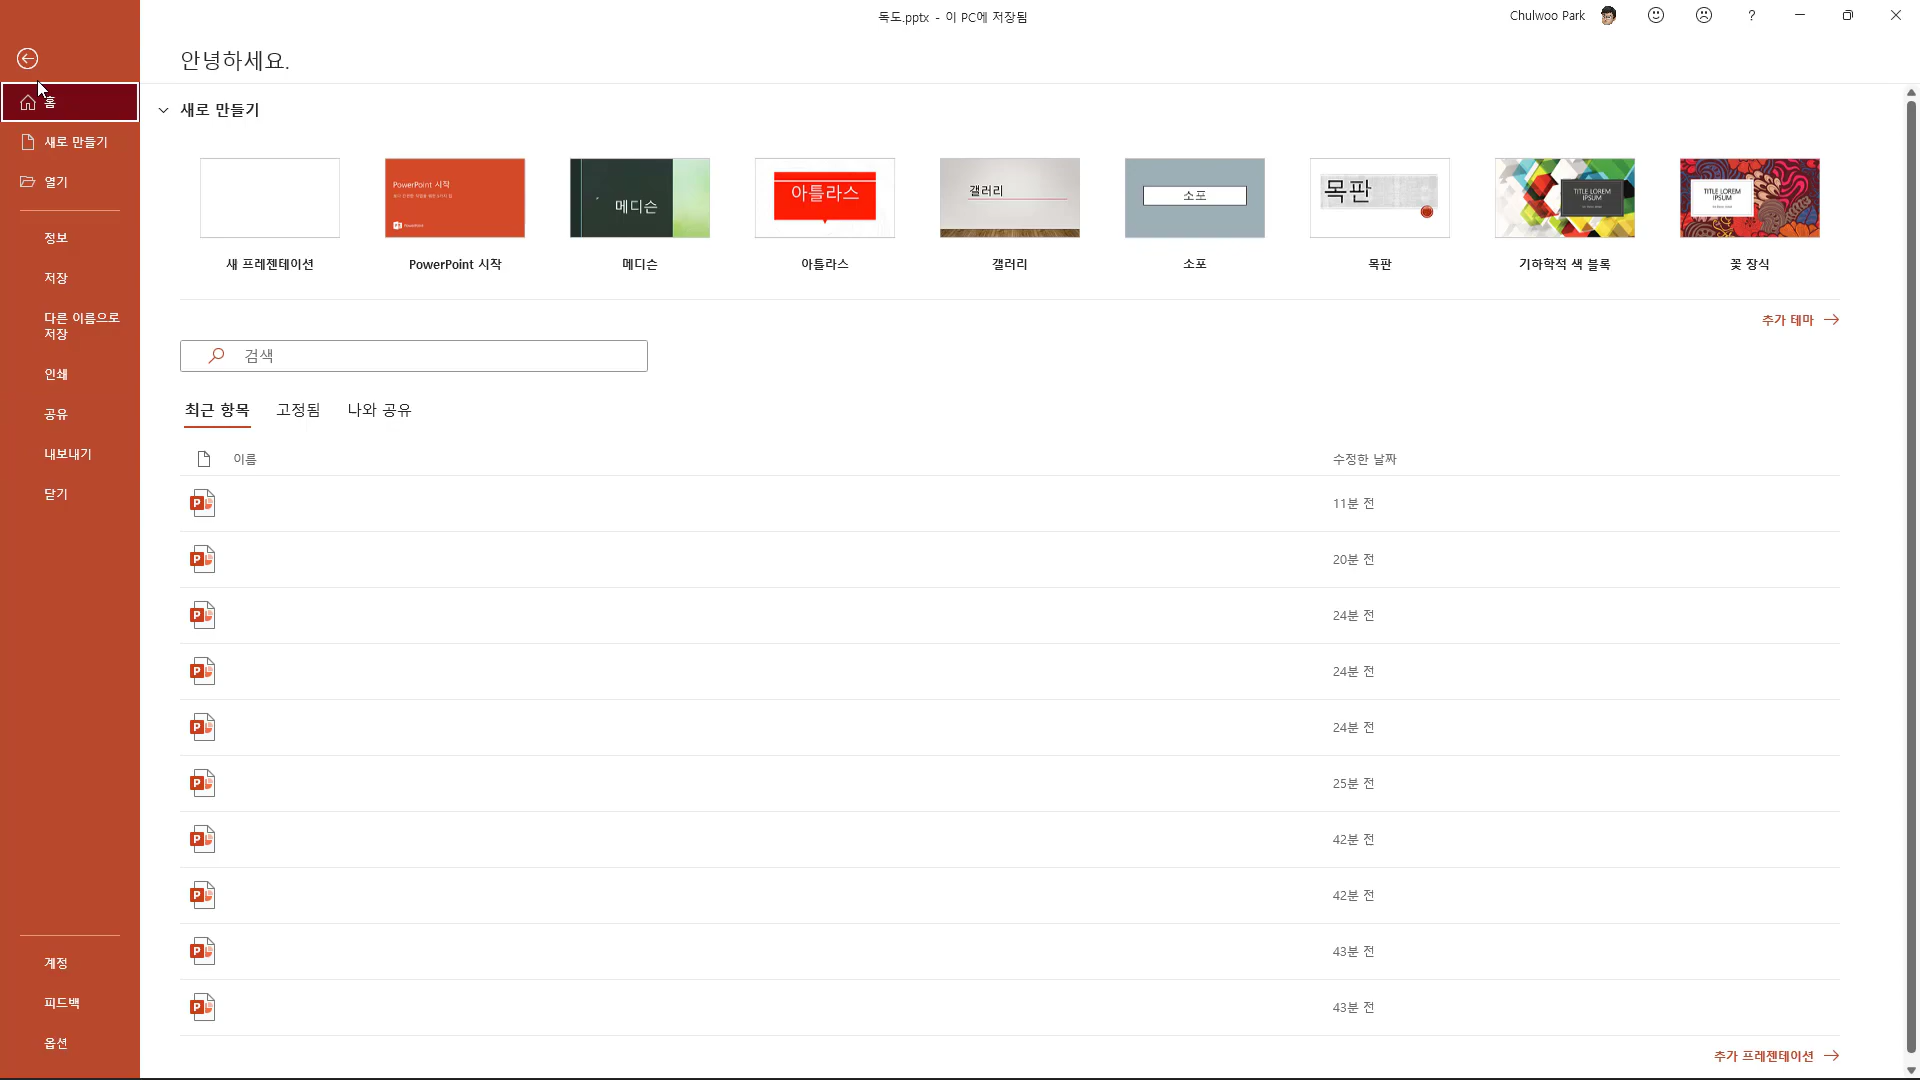 독도.pptx - 이 PC에 저장됨
Chulwoo Park
안녕하세요.
홈
새로 만들기
열기
정보
저장
다른 이름으로
저장
인쇄
공유
내보내기
닫기
계정
피드백
옵션
새로 만들기
PowerPoint 시작
PowerPoint
메디슨
아틀라스
갤러리
소포
목판
TITLE LOREM
IPSUM
TITLE LOREM
IPSUM
새 프레젠테이션
PowerPoint 시작
메디슨
아틀라스
갤러리
소포
목판
기하학적 색 블록
꽃 장식
추가 테마
검색
최근 항목 고정됨 나와 공유
이름 수정한 날짜
11분 전
20분 전
24분 전
24분 전
24분 전
25분 전
42분 전
42분 전
43분 전
43분 전
추가 프레젠테이션